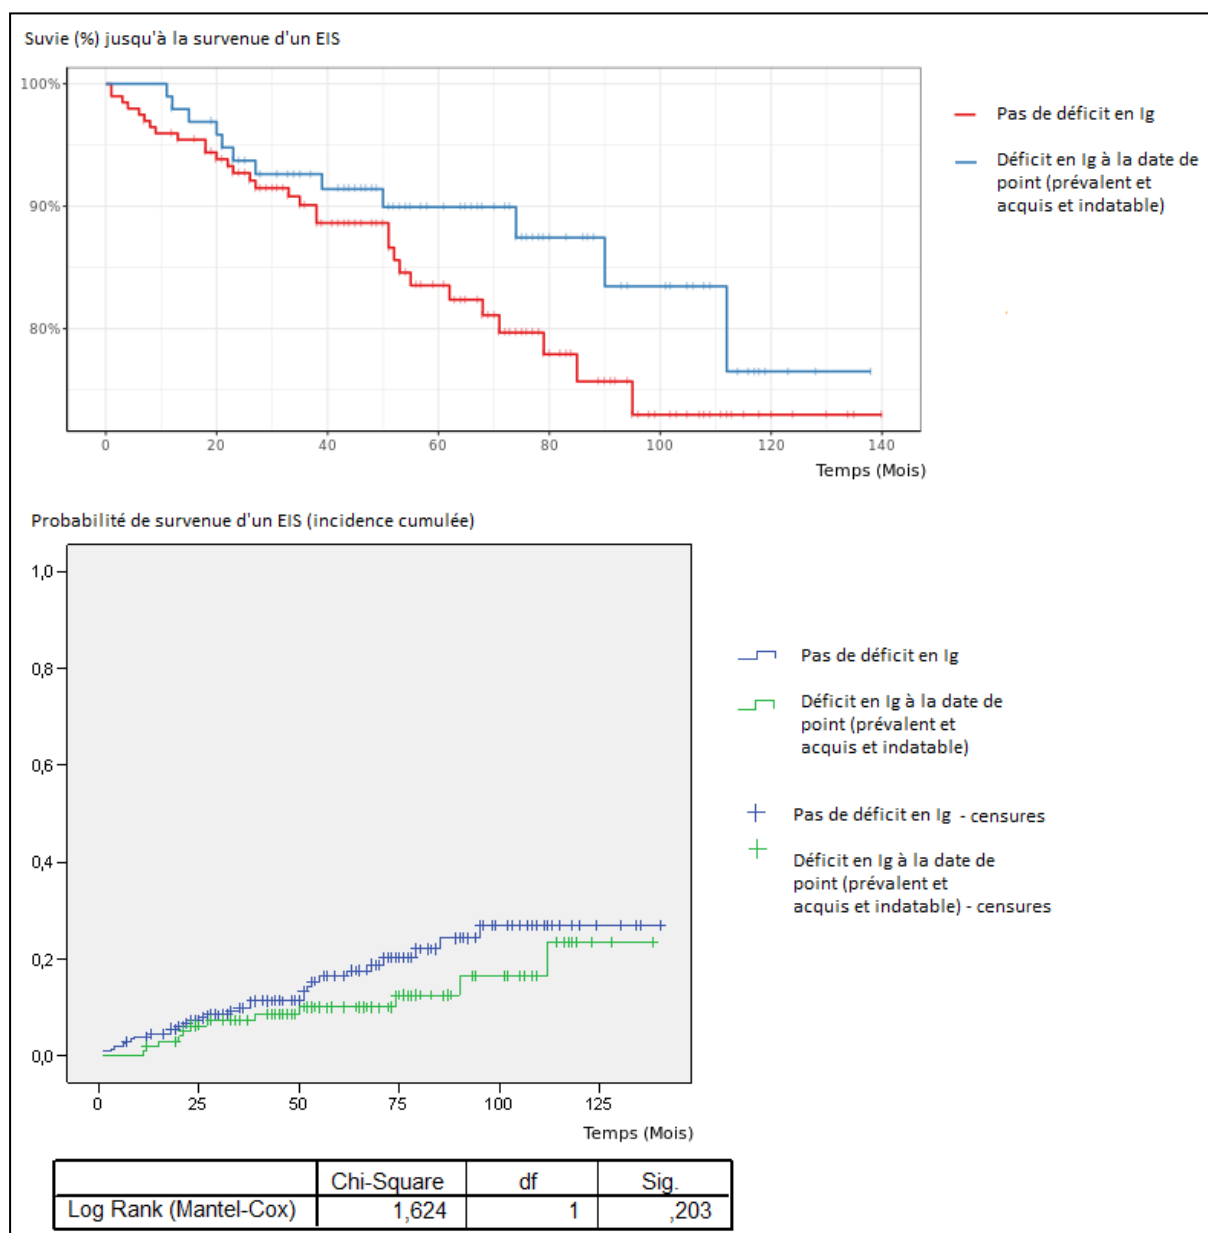 Suvie (%) jusqu'à la survenue d'un EIS
100%
90%
80%
0 20 40 60 80 100 120 140
Temps (Mois)
Pas de déficit en Ig
Déficit en Ig à la date de
point (prévalent et
acquis et indatable)
Probabilité de survenue d'un EIS (incidence cumulée)
1,0
0,8
0,6
0,4
0,2
0,0
0 25 50 75 100 125
Temps (Mois)
Pas de déficit en Ig
Déficit en Ig à la date de
point (prévalent et
acquis et indatable)
Pas de déficit en Ig - censures
Déficit en Ig à la date de
point (prévalent et
acquis et indatable) - censures
Chi-Square df Sig.
Log Rank (Mantel-Cox) 1,624 1 ,203